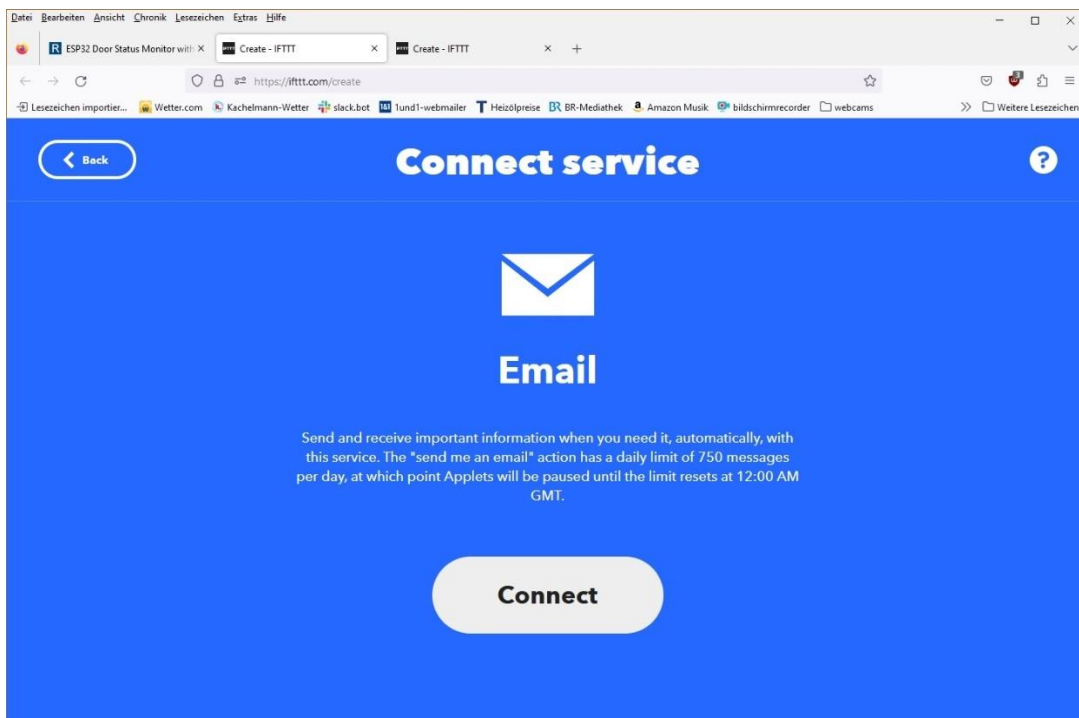 Datei Bearbeiten Ansicht Chronik Lesezeichen Extras Hilfe
ESP32 Door Status Monitor with
Create - IFTTT
Create - IFTTT
https://ifttt.com/create
Lesezeichen importier... Wetter.com Kachelmann-Wetter slack.bot 1und1-webmailer Heizölpreise BR-Mediathek Amazon Musik bildschirmrecorder webcams Weitere Lesezeichen
Back
Connect service
?
Email
Send and receive important information when you need it, automatically, with
this service. The "send me an email" action has a daily limit of 750 messages
per day, at which point Applets will be paused until the limit resets at 12:00 AM
GMT.
Connect